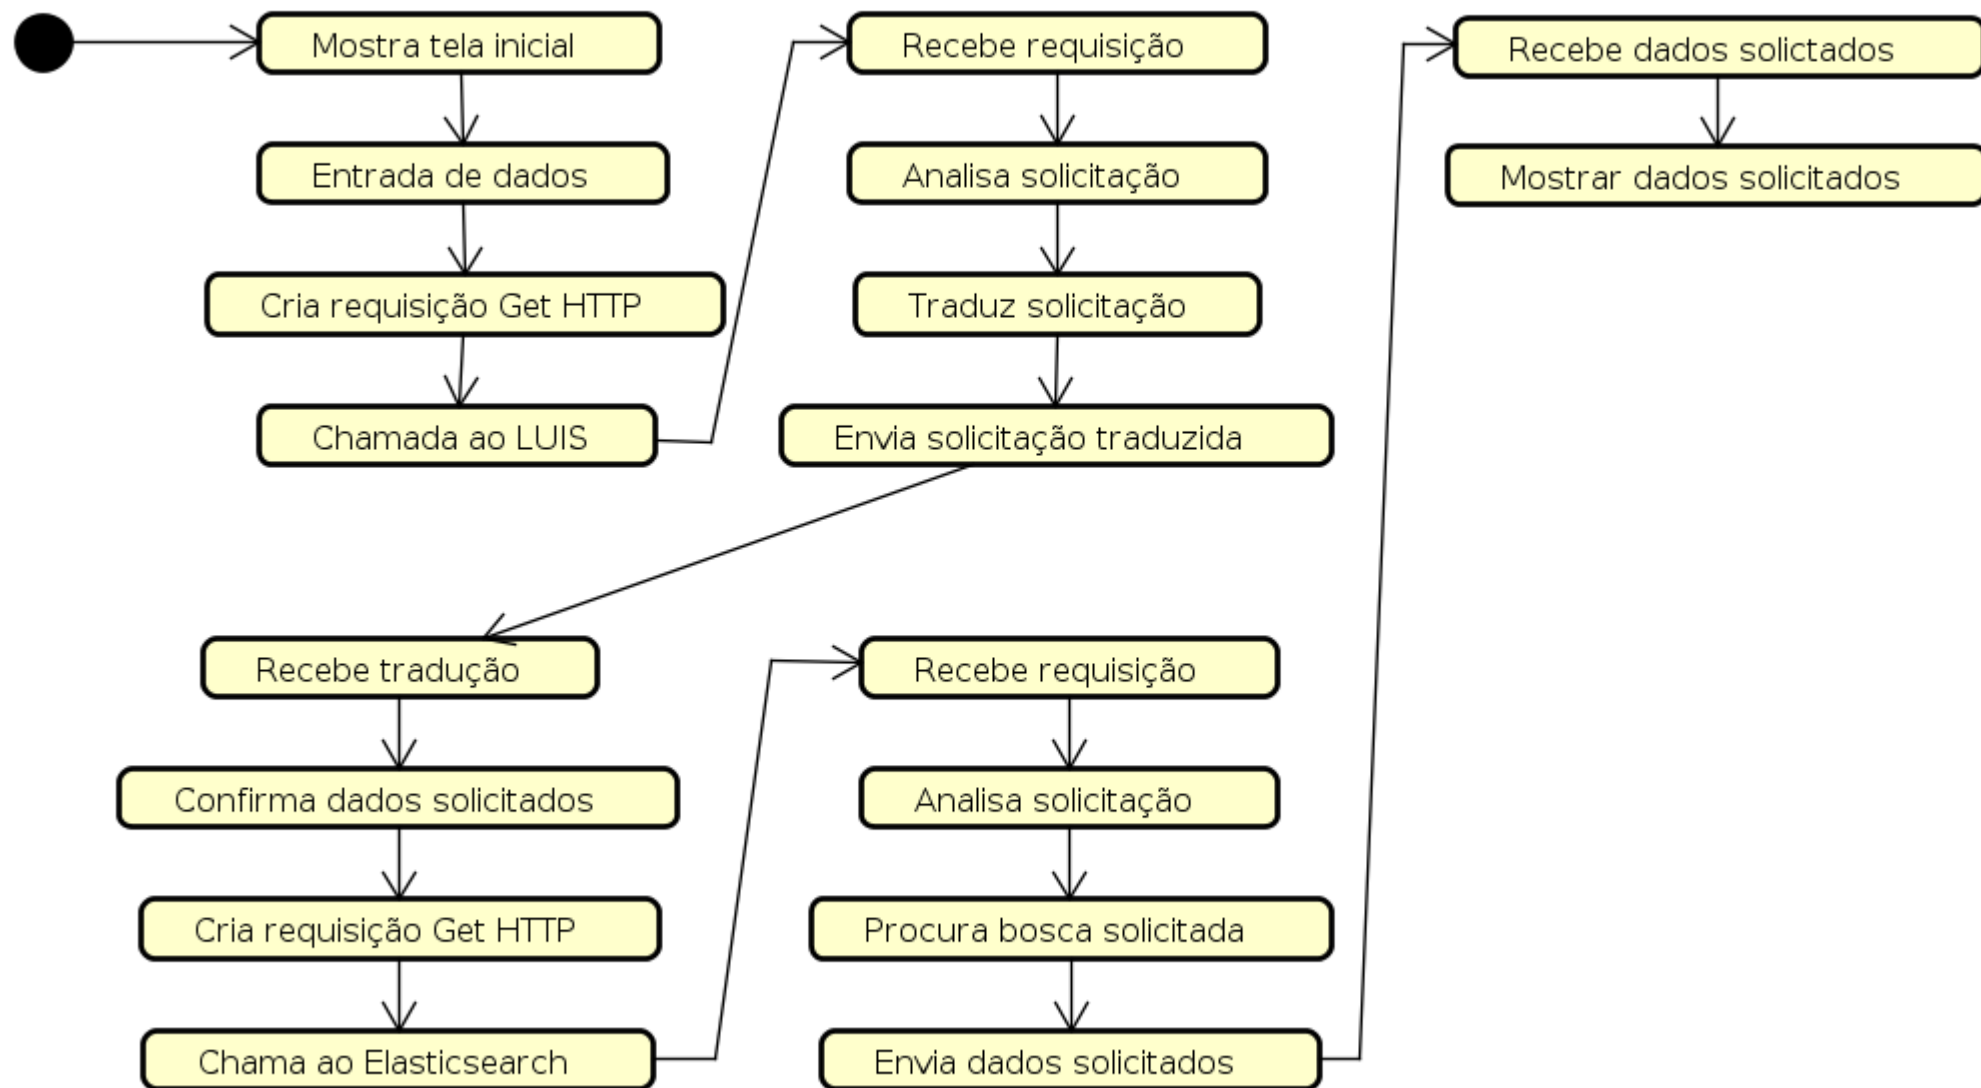 Mostra tela inicial
Entrada de dados
Cria requisição Get HTTP
Chamada ao LUIS
Recebe requisição
Analisa solicitação
Traduz solicitação
Envia solicitação traduzida
Recebe tradução
Confirma dados solicitados
Cria requisição Get HTTP
Chama ao Elasticsearch
Recebe requisição
Analisa solicitação
Procura bosca solicitada
Envia dados solicitados
Recebe dados solictados
Mostrar dados solicitados